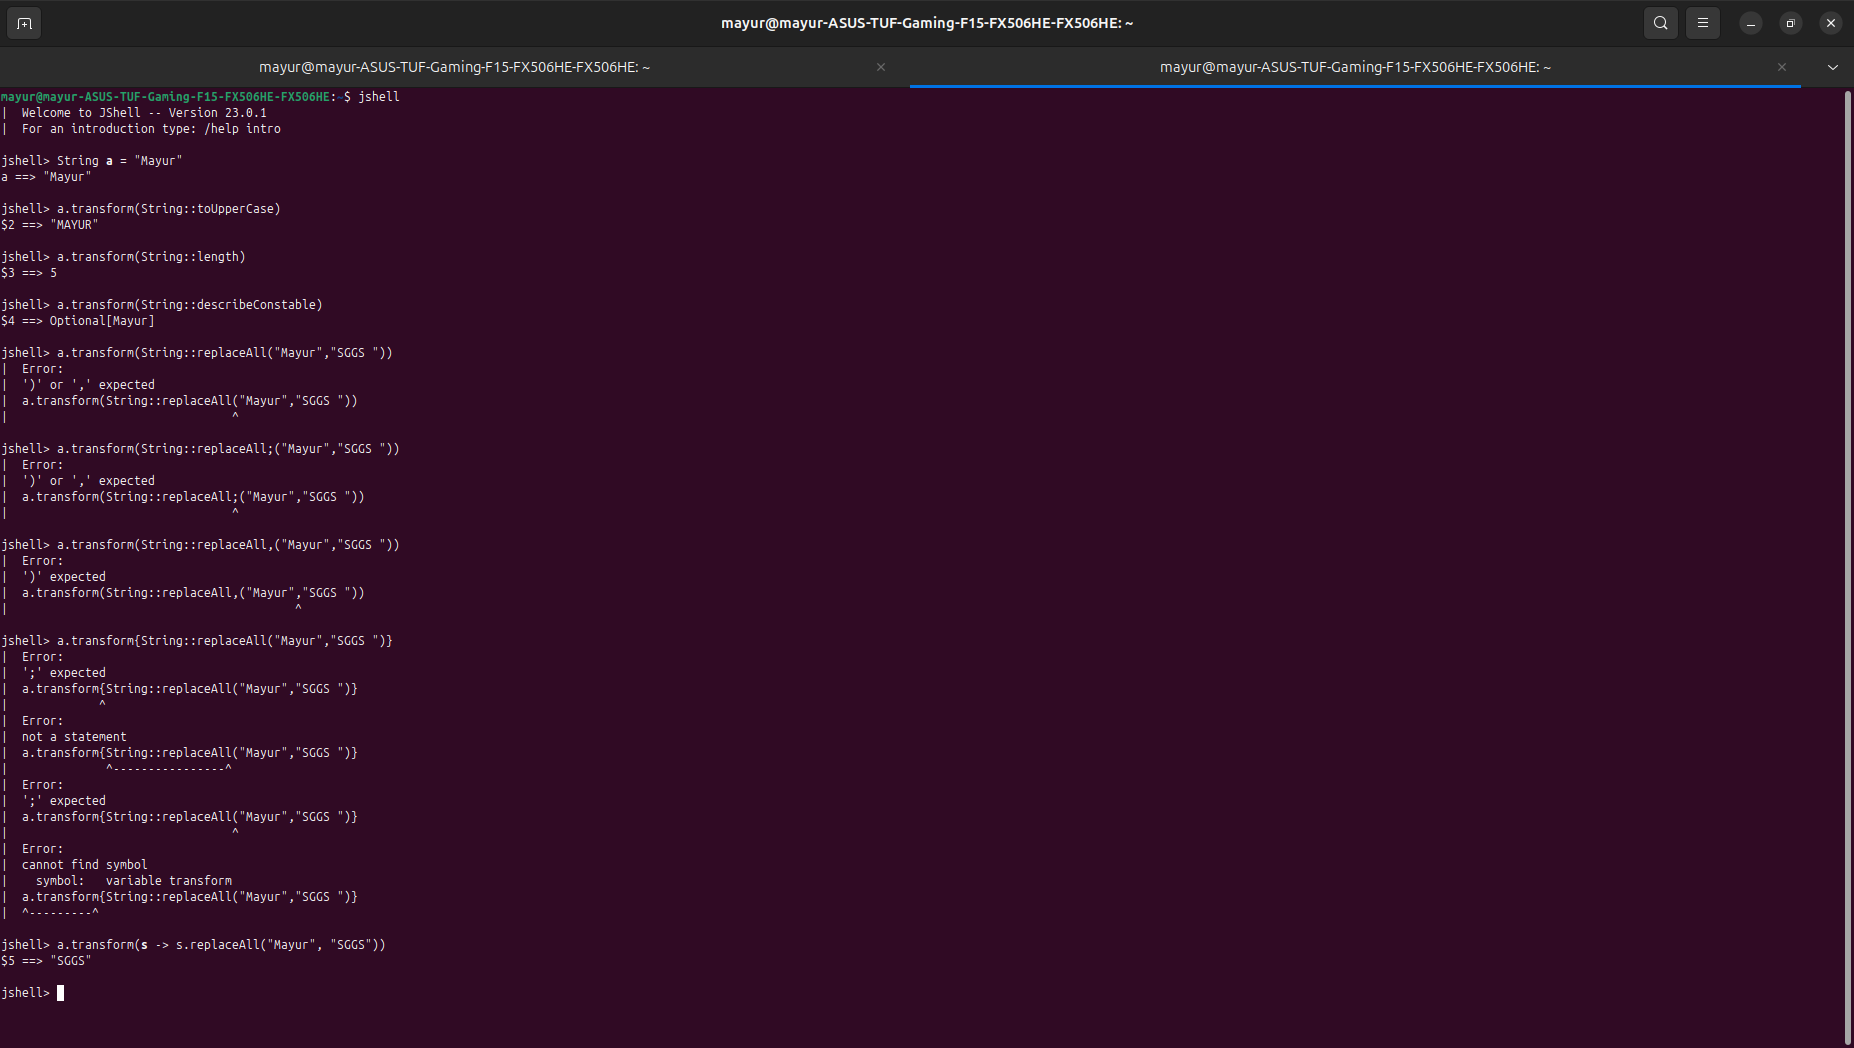 mayur@mayur-ASUS-TUF-Gaming-F15-FX506HE-FX506HE: ~
mayur@mayur-ASUS-TUF-Gaming-F15-FX506HE-FX506HE: ~
mayur@mayur-ASUS-TUF-Gaming-F15-FX506HE-FX506HE: ~
mayur@mayur-ASUS-TUF-Gaming-F15-FX506HE-FX506HE:~$ jshell
|  Welcome to JShell -- Version 23.0.1
|  For an introduction type: /help intro
jshell> String a = "Mayur"
a ==> "Mayur"
jshell> a.transform(String::toUpperCase)
$2 ==> "MAYUR"
jshell> a.transform(String::length)
$3 ==> 5
jshell> a.transform(String::describeConstable)
$4 ==> Optional[Mayur]
jshell> a.transform(String::replaceAll("Mayur","SGGS "))
|  Error:
|  ')' or ',' expected
|  a.transform(String::replaceAll("Mayur","SGGS "))
|                                ^
jshell> a.transform(String::replaceAll;("Mayur","SGGS "))
|  Error:
|  ')' or ',' expected
|  a.transform(String::replaceAll;("Mayur","SGGS "))
|                                ^
jshell> a.transform(String::replaceAll,("Mayur","SGGS "))
|  Error:
|  ')' expected
|  a.transform(String::replaceAll,("Mayur","SGGS "))
|                                         ^
jshell> a.transform{String::replaceAll("Mayur","SGGS ")}
|  Error:
|  ';' expected
|  a.transform{String::replaceAll("Mayur","SGGS ")}
|             ^
|  Error:
|  not a statement
|  a.transform{String::replaceAll("Mayur","SGGS ")}
|              ^----------------^
|  Error:
|  ';' expected
|  a.transform{String::replaceAll("Mayur","SGGS ")}
|                                ^
|  Error:
|  cannot find symbol
|    symbol:   variable transform
|  a.transform{String::replaceAll("Mayur","SGGS ")}
|  ^---------^
jshell> a.transform(s -> s.replaceAll("Mayur", "SGGS"))
$5 ==> "SGGS"
jshell>